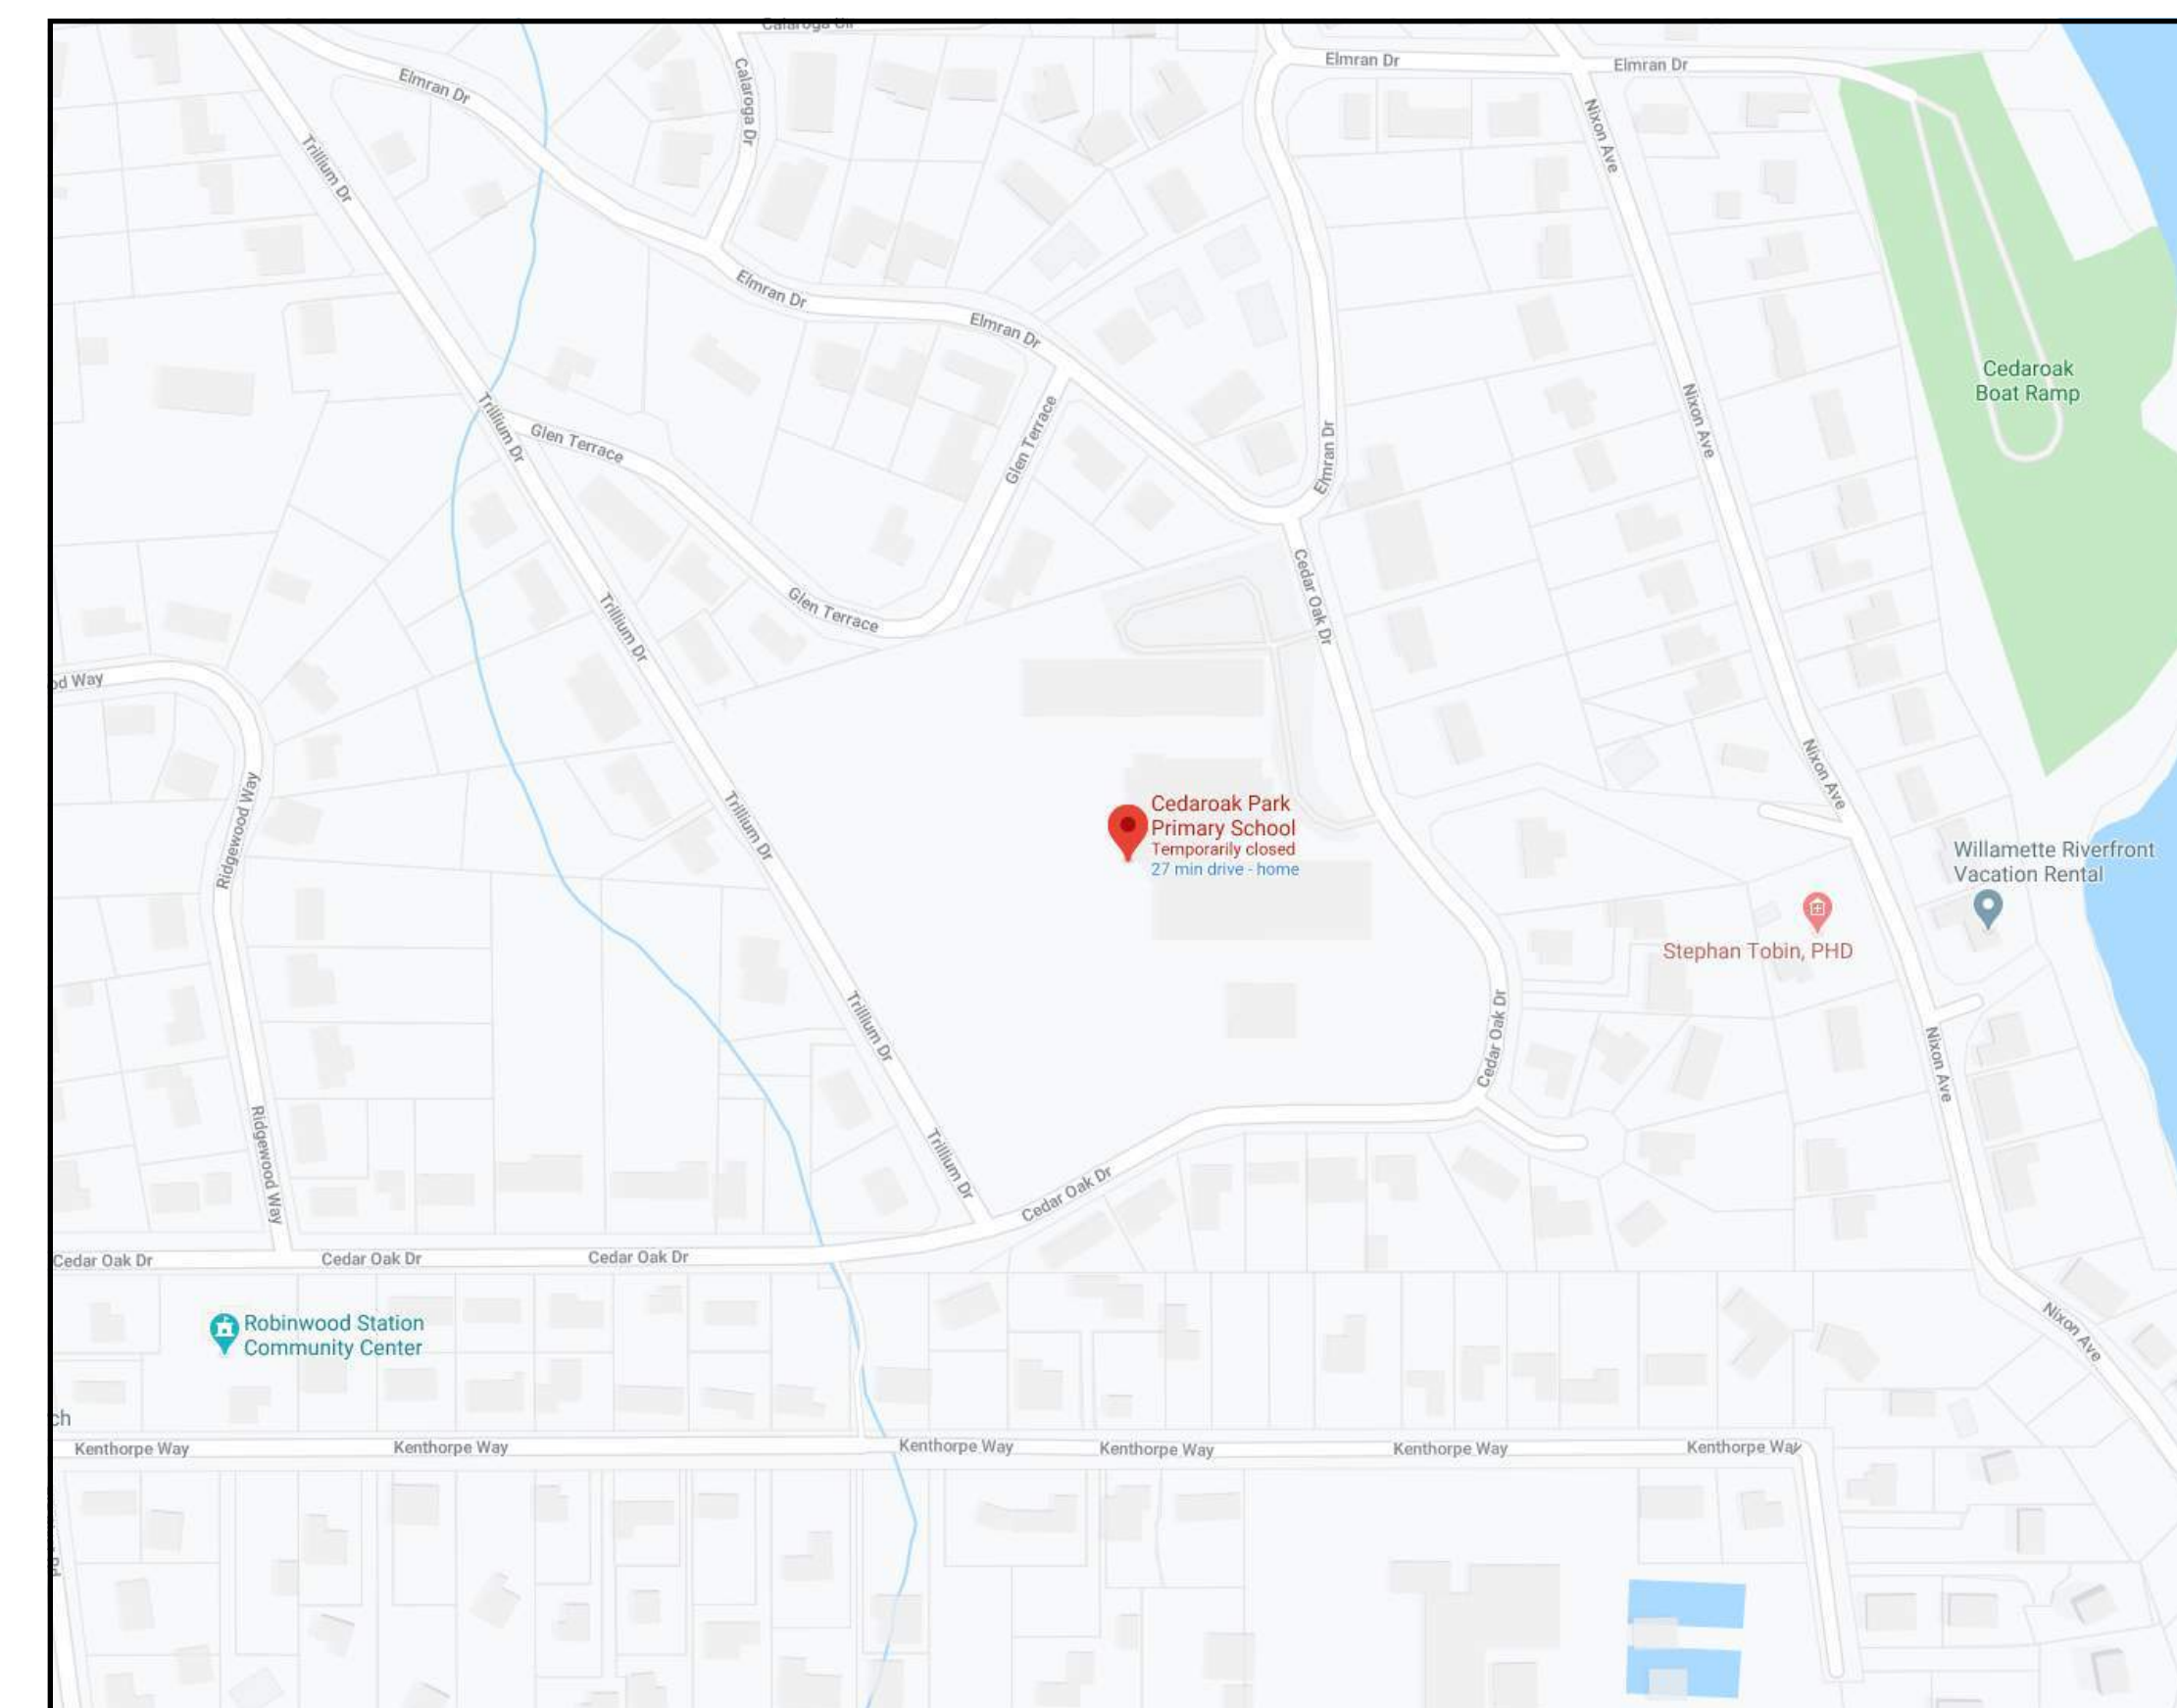 Calaroga Cir
Elmran Dr
Elmran Dr
Elmran Dr
Calaroga Dr
Nixon Ave
Trillium Dr
Elmran Dr
Elmran Dr
Cedaroak
Boat Ramp
Trillium Dr
Glen Terrace
Glen Terrace
Elmran Dr
Nixon Ave
Cedar Oak Dr
Glen Terrace
Trillium Dr
od Way
Nixon Ave
Ridgewood Way
Trillium Dr
Cedaroak Park
Primary School
Temporarily closed
27 min drive - home
Willamette Riverfront
Vacation Rental
Stephan Tobin, PHD
Trillium Dr
Cedar Oak Dr
Nixon Ave
Ridgewood Way
Trillium Dr
Cedar Oak Dr
Cedar Oak Dr
Cedar Oak Dr
Cedar Oak Dr
Robinwood Station
Community Center
Nixon Ave
ch
Kenthorpe Way
Kenthorpe Way
Kenthorpe Way
Kenthorpe Way
Kenthorpe Way
Kenthorpe Way